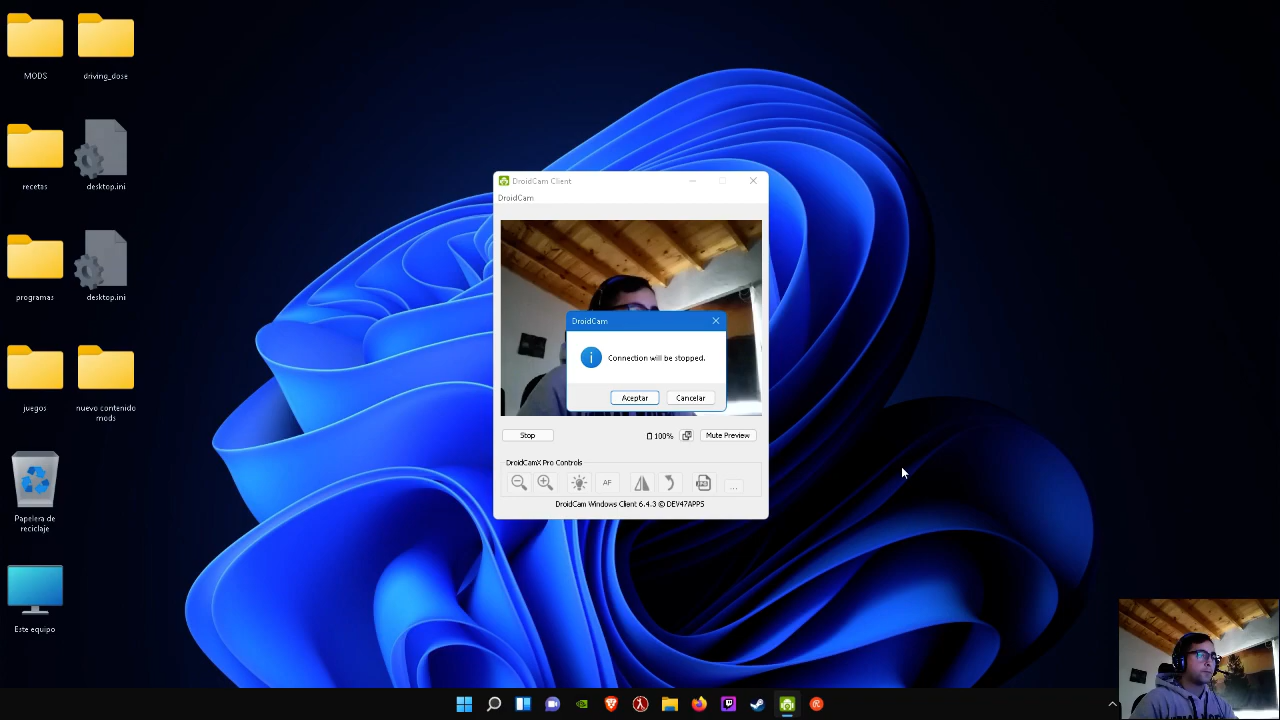 MODS
driving_dose
recetas
desktop.ini
programas
desktop.ini
juegos
nuevo contenido
mods
Papelera de
reciclaje
Este equipo
DroidCam Client
DroidCam
DroidCam
Connection will be stopped.
Aceptar
Cancelar
Stop
100%
Mute Preview
DroidCamX Pro Controls
AF
...
DroidCam Windows Client 6.4.3 © DEV47APPS